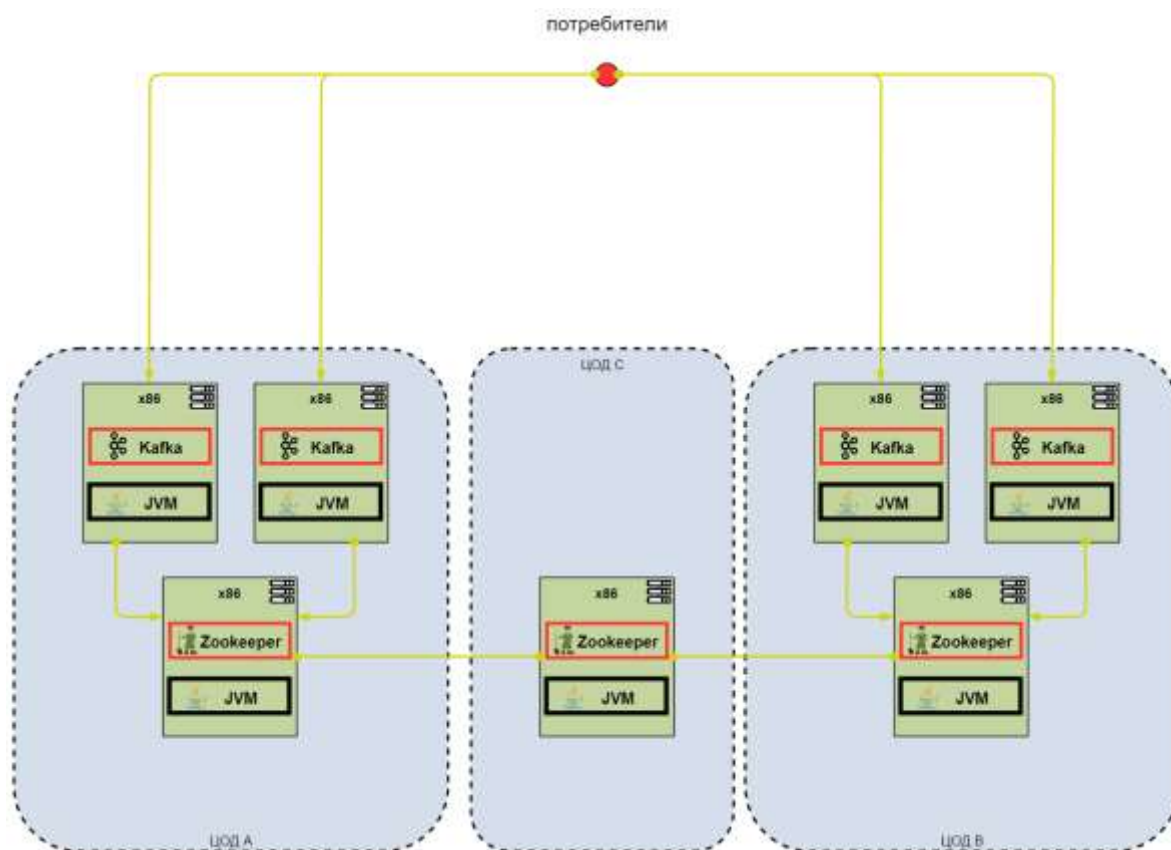 потребители
ЦОД C
x86
x86
x86
x86
Kafka
Kafka
Kafka
Kafka
JVM
JVM
JVM
JVM
x86
x86
x86
Zookeeper
Zookeeper
Zookeeper
JVM
JVM
JVM
ЦОД A
ЦОД B